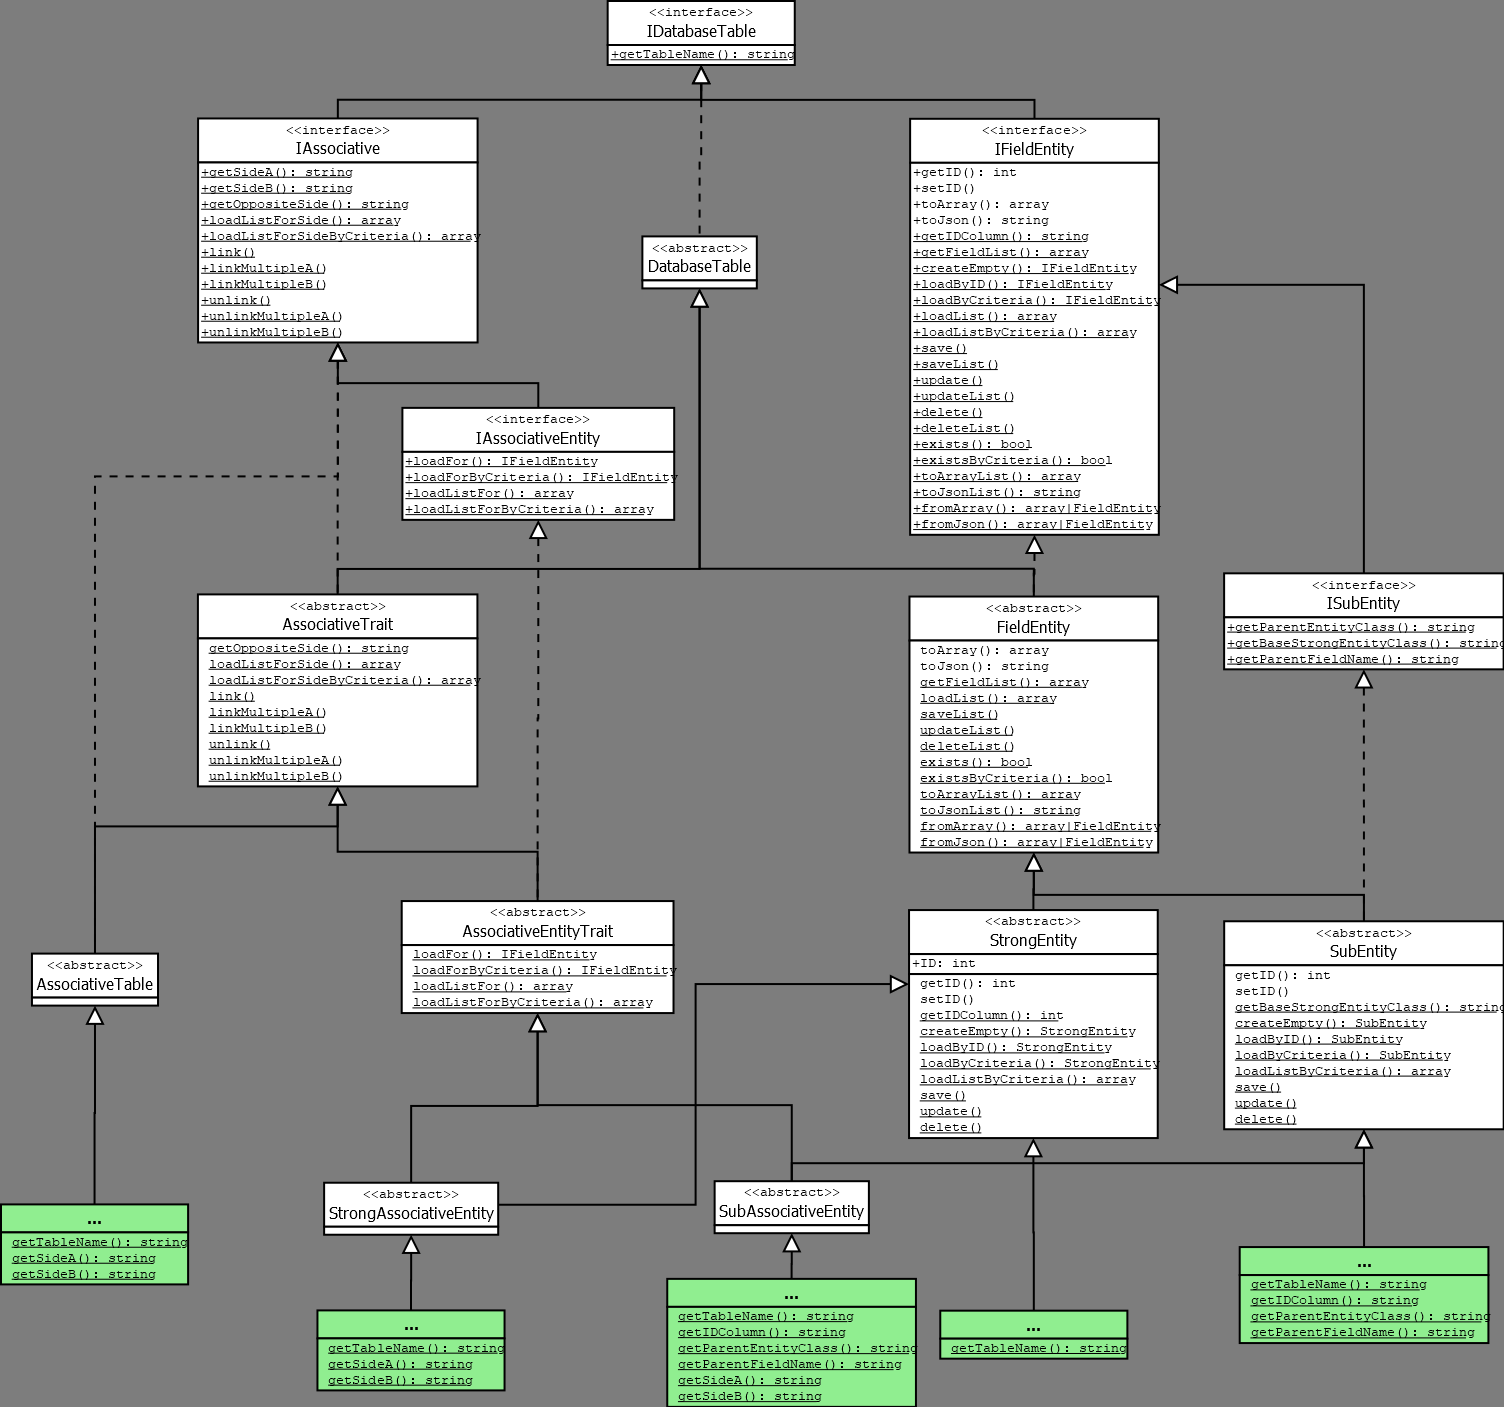 <<interface>>
IDatabaseTable
+getTableName(): string
<<interface>>
IAssociative
+getSideA(): string
+getSideB(): string
+getOppositeSide(): string
+loadListForSide(): array
+loadListForSideByCriteria(): array
+link()
+linkMultipleA()
+linkMultipleB()
+unlink()
+unlinkMultipleA()
+unlinkMultipleB()
<<interface>>
IFieldEntity
+getID(): int
+setID()
+toArray(): array
+toJson(): string
+getIDColumn(): string
+getFieldList(): array
+createEmpty(): IFieldEntity
+loadByID(): IFieldEntity
+loadByCriteria(): IFieldEntity
+loadList(): array
+loadListByCriteria(): array
+save()
+saveList()
+update()
+updateList()
+delete()
+deleteList()
+exists(): bool
+existsByCriteria(): bool
+toArrayList(): array
+toJsonList(): string
+fromArray(): array|FieldEntity
+fromJson(): array|FieldEntity
<<abstract>>
DatabaseTable
<<interface>>
IAssociativeEntity
+loadFor(): IFieldEntity
+loadForByCriteria(): IFieldEntity
+loadListFor(): array
+loadListForByCriteria(): array
<<interface>>
ISubEntity
+getParentEntityClass(): string
+getBaseStrongEntityClass(): string
+getParentFieldName(): string
<<abstract>>
AssociativeTrait
getOppositeSide(): string
loadListForSide(): array
loadListForSideByCriteria(): array
link()
linkMultipleA()
linkMultipleB()
unlink()
unlinkMultipleA()
unlinkMultipleB()
<<abstract>>
FieldEntity
toArray(): array
toJson(): string
getFieldList(): array
loadList(): array
saveList()
updateList()
deleteList()
exists(): bool
existsByCriteria(): bool
toArrayList(): array
toJsonList(): string
fromArray(): array|FieldEntity
fromJson(): array|FieldEntity
<<abstract>>
AssociativeTable
<<abstract>>
AssociativeEntityTrait
loadFor(): IFieldEntity
loadForByCriteria(): IFieldEntity
loadListFor(): array
loadListForByCriteria(): array
<<abstract>>
StrongEntity
+ID: int
getID(): int
setID()
getIDColumn(): int
createEmpty(): StrongEntity
loadByID(): StrongEntity
loadByCriteria(): StrongEntity
loadListByCriteria(): array
save()
update()
delete()
<<abstract>>
SubEntity
getID(): int
setID()
getBaseStrongEntityClass(): string
createEmpty(): SubEntity
loadByID(): SubEntity
loadByCriteria(): SubEntity
loadListByCriteria(): array
save()
update()
delete()
<<abstract>>
StrongAssociativeEntity
<<abstract>>
SubAssociativeEntity
...
getTableName(): string
getSideA(): string
getSideB(): string
...
getTableName(): string
getSideA(): string
getSideB(): string
...
getTableName(): string
getIDColumn(): string
getParentEntityClass(): string
getParentFieldName(): string
getSideA(): string
getSideB(): string
...
getTableName(): string
...
getTableName(): string
getIDColumn(): string
getParentEntityClass(): string
getParentFieldName(): string